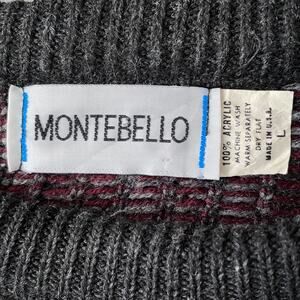 MONTEBELLO
100% ACRYLIC
MACHINE WASH
WARM SEPARATELY
DRY FLAT
MADE IN U.S.A.
L